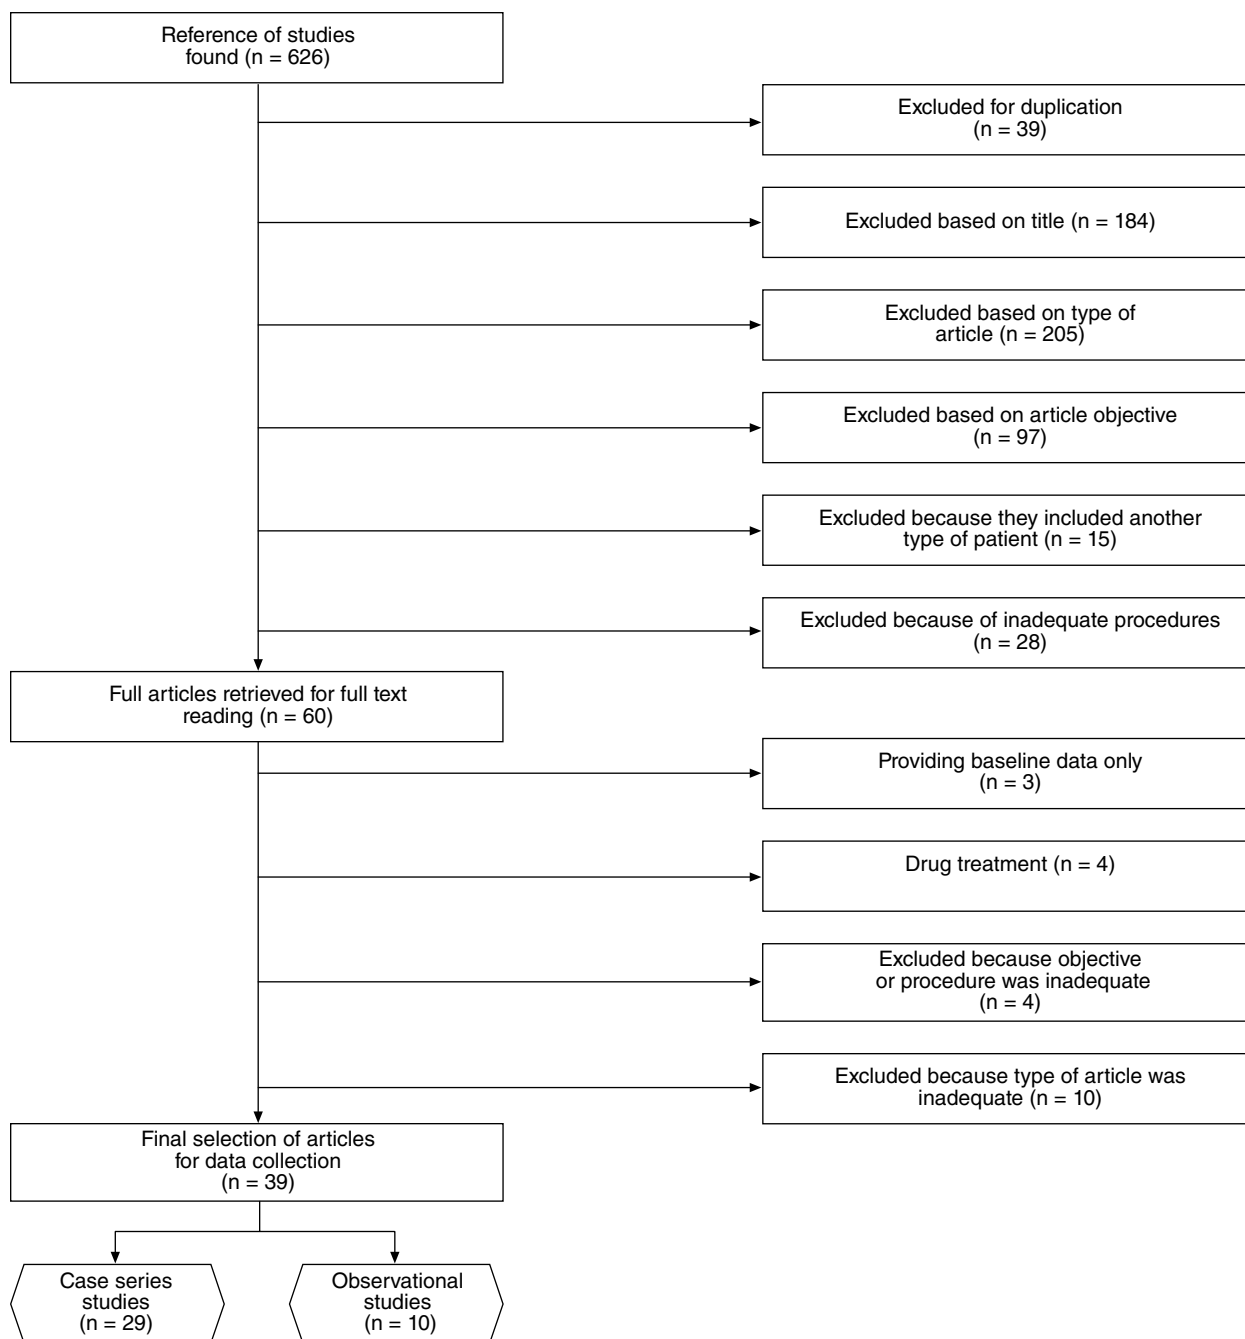 Reference of studies
found (n = 626)
Excluded for duplication
(n = 39)
Excluded based on title (n = 184)
Excluded based on type of
article (n = 205)
Excluded based on article objective
(n = 97)
Excluded because they included another
type of patient (n = 15)
Excluded because of inadequate procedures
(n = 28)
Full articles retrieved for full text
reading (n = 60)
Providing baseline data only
(n = 3)
Drug treatment (n = 4)
Excluded because objective
or procedure was inadequate
(n = 4)
Excluded because type of article was
inadequate (n = 10)
Final selection of articles
for data collection
(n = 39)
Case series
studies
(n = 29)
Observational
studies
(n = 10)